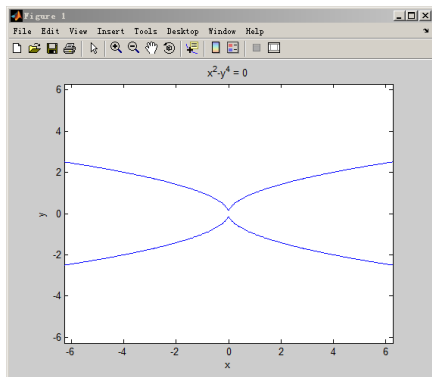 Figure 1
File Edit View Insert Tools Desktop Window Help
x²-y⁴ = 0
6
4
2
0
-2
-4
-6
y
-6 -4 -2 0 2 4 6
x